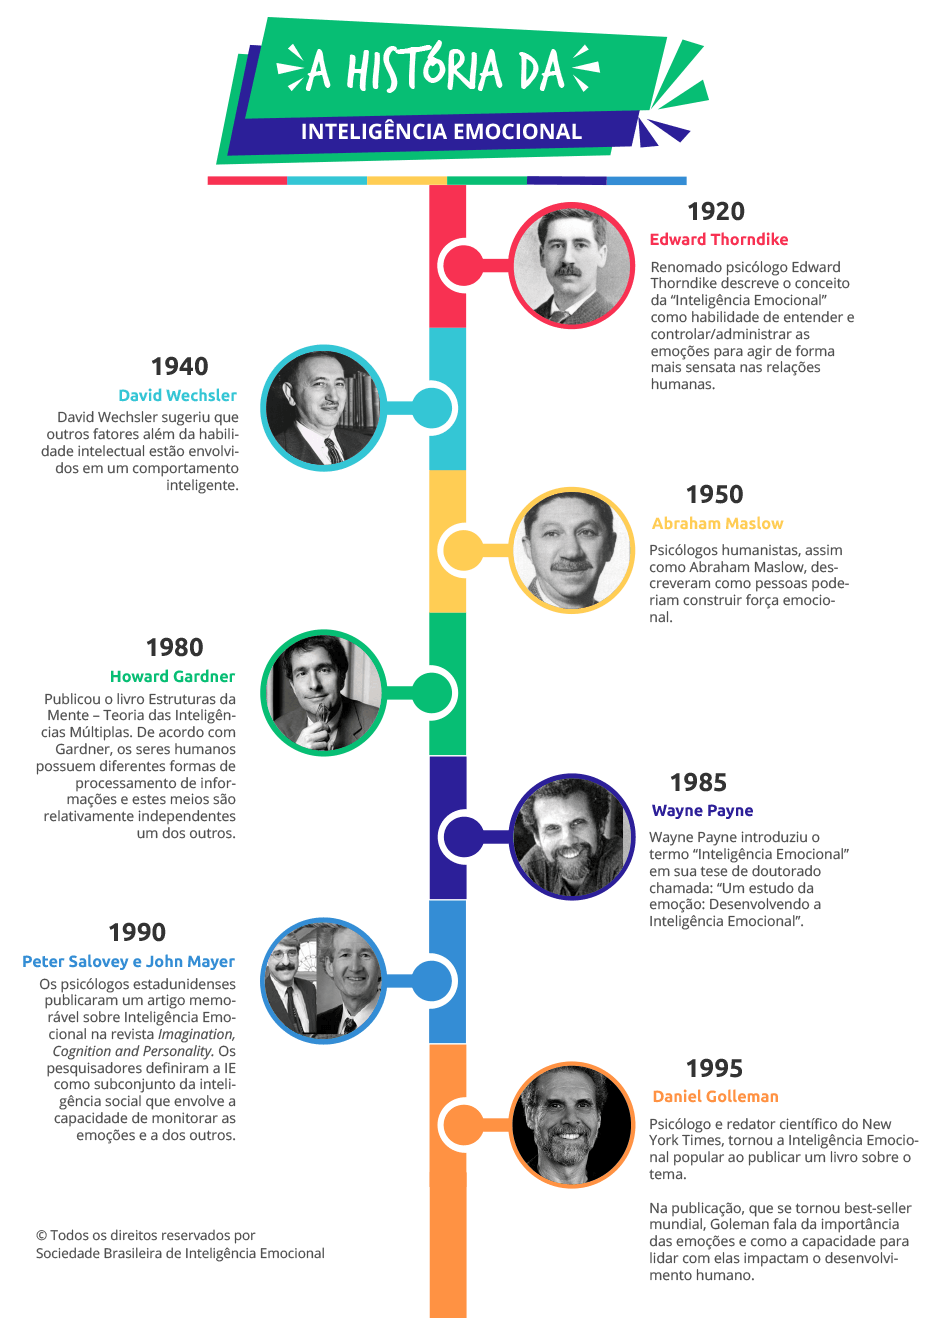 A HISTÓRIA DA
INTELIGÊNCIA EMOCIONAL
1920
Edward Thorndike
Renomado psicólogo Edward
Thorndike descreve o conceito
da “Inteligência Emocional”
como habilidade de entender e
controlar/administrar as
emoções para agir de forma
mais sensata nas relações
humanas.
1940
David Wechsler
David Wechsler sugeriu que
outros fatores além da habili-
dade intelectual estão envolvi-
dos em um comportamento
inteligente.
1950
Abraham Maslow
Psicólogos humanistas, assim
como Abraham Maslow, des-
creveram como pessoas pode-
riam construir força emocio-
nal.
1980
Howard Gardner
Publicou o livro Estruturas da
Mente – Teoria das Inteligên-
cias Múltiplas. De acordo com
Gardner, os seres humanos
possuem diferentes formas de
processamento de infor-
mações e estes meios são
relativamente independentes
um dos outros.
1985
Wayne Payne
Wayne Payne introduziu o
termo “Inteligência Emocional”
em sua tese de doutorado
chamada: “Um estudo da
emoção: Desenvolvendo a
Inteligência Emocional”.
1990
Peter Salovey e John Mayer
Os psicólogos estadunidenses
publicaram um artigo memo-
rável sobre Inteligência Emo-
cional na revista Imagination,
Cognition and Personality. Os
pesquisadores definiram a IE
como subconjunto da inteli-
gência social que envolve a
capacidade de monitorar as
emoções e a dos outros.
1995
Daniel Golleman
Psicólogo e redator científico do New
York Times, tornou a Inteligência Emocio-
nal popular ao publicar um livro sobre o
tema.
Na publicação, que se tornou best-seller
mundial, Goleman fala da importância
das emoções e como a capacidade para
lidar com elas impactam o desenvolvi-
mento humano.
© Todos os direitos reservados por
Sociedade Brasileira de Inteligência Emocional